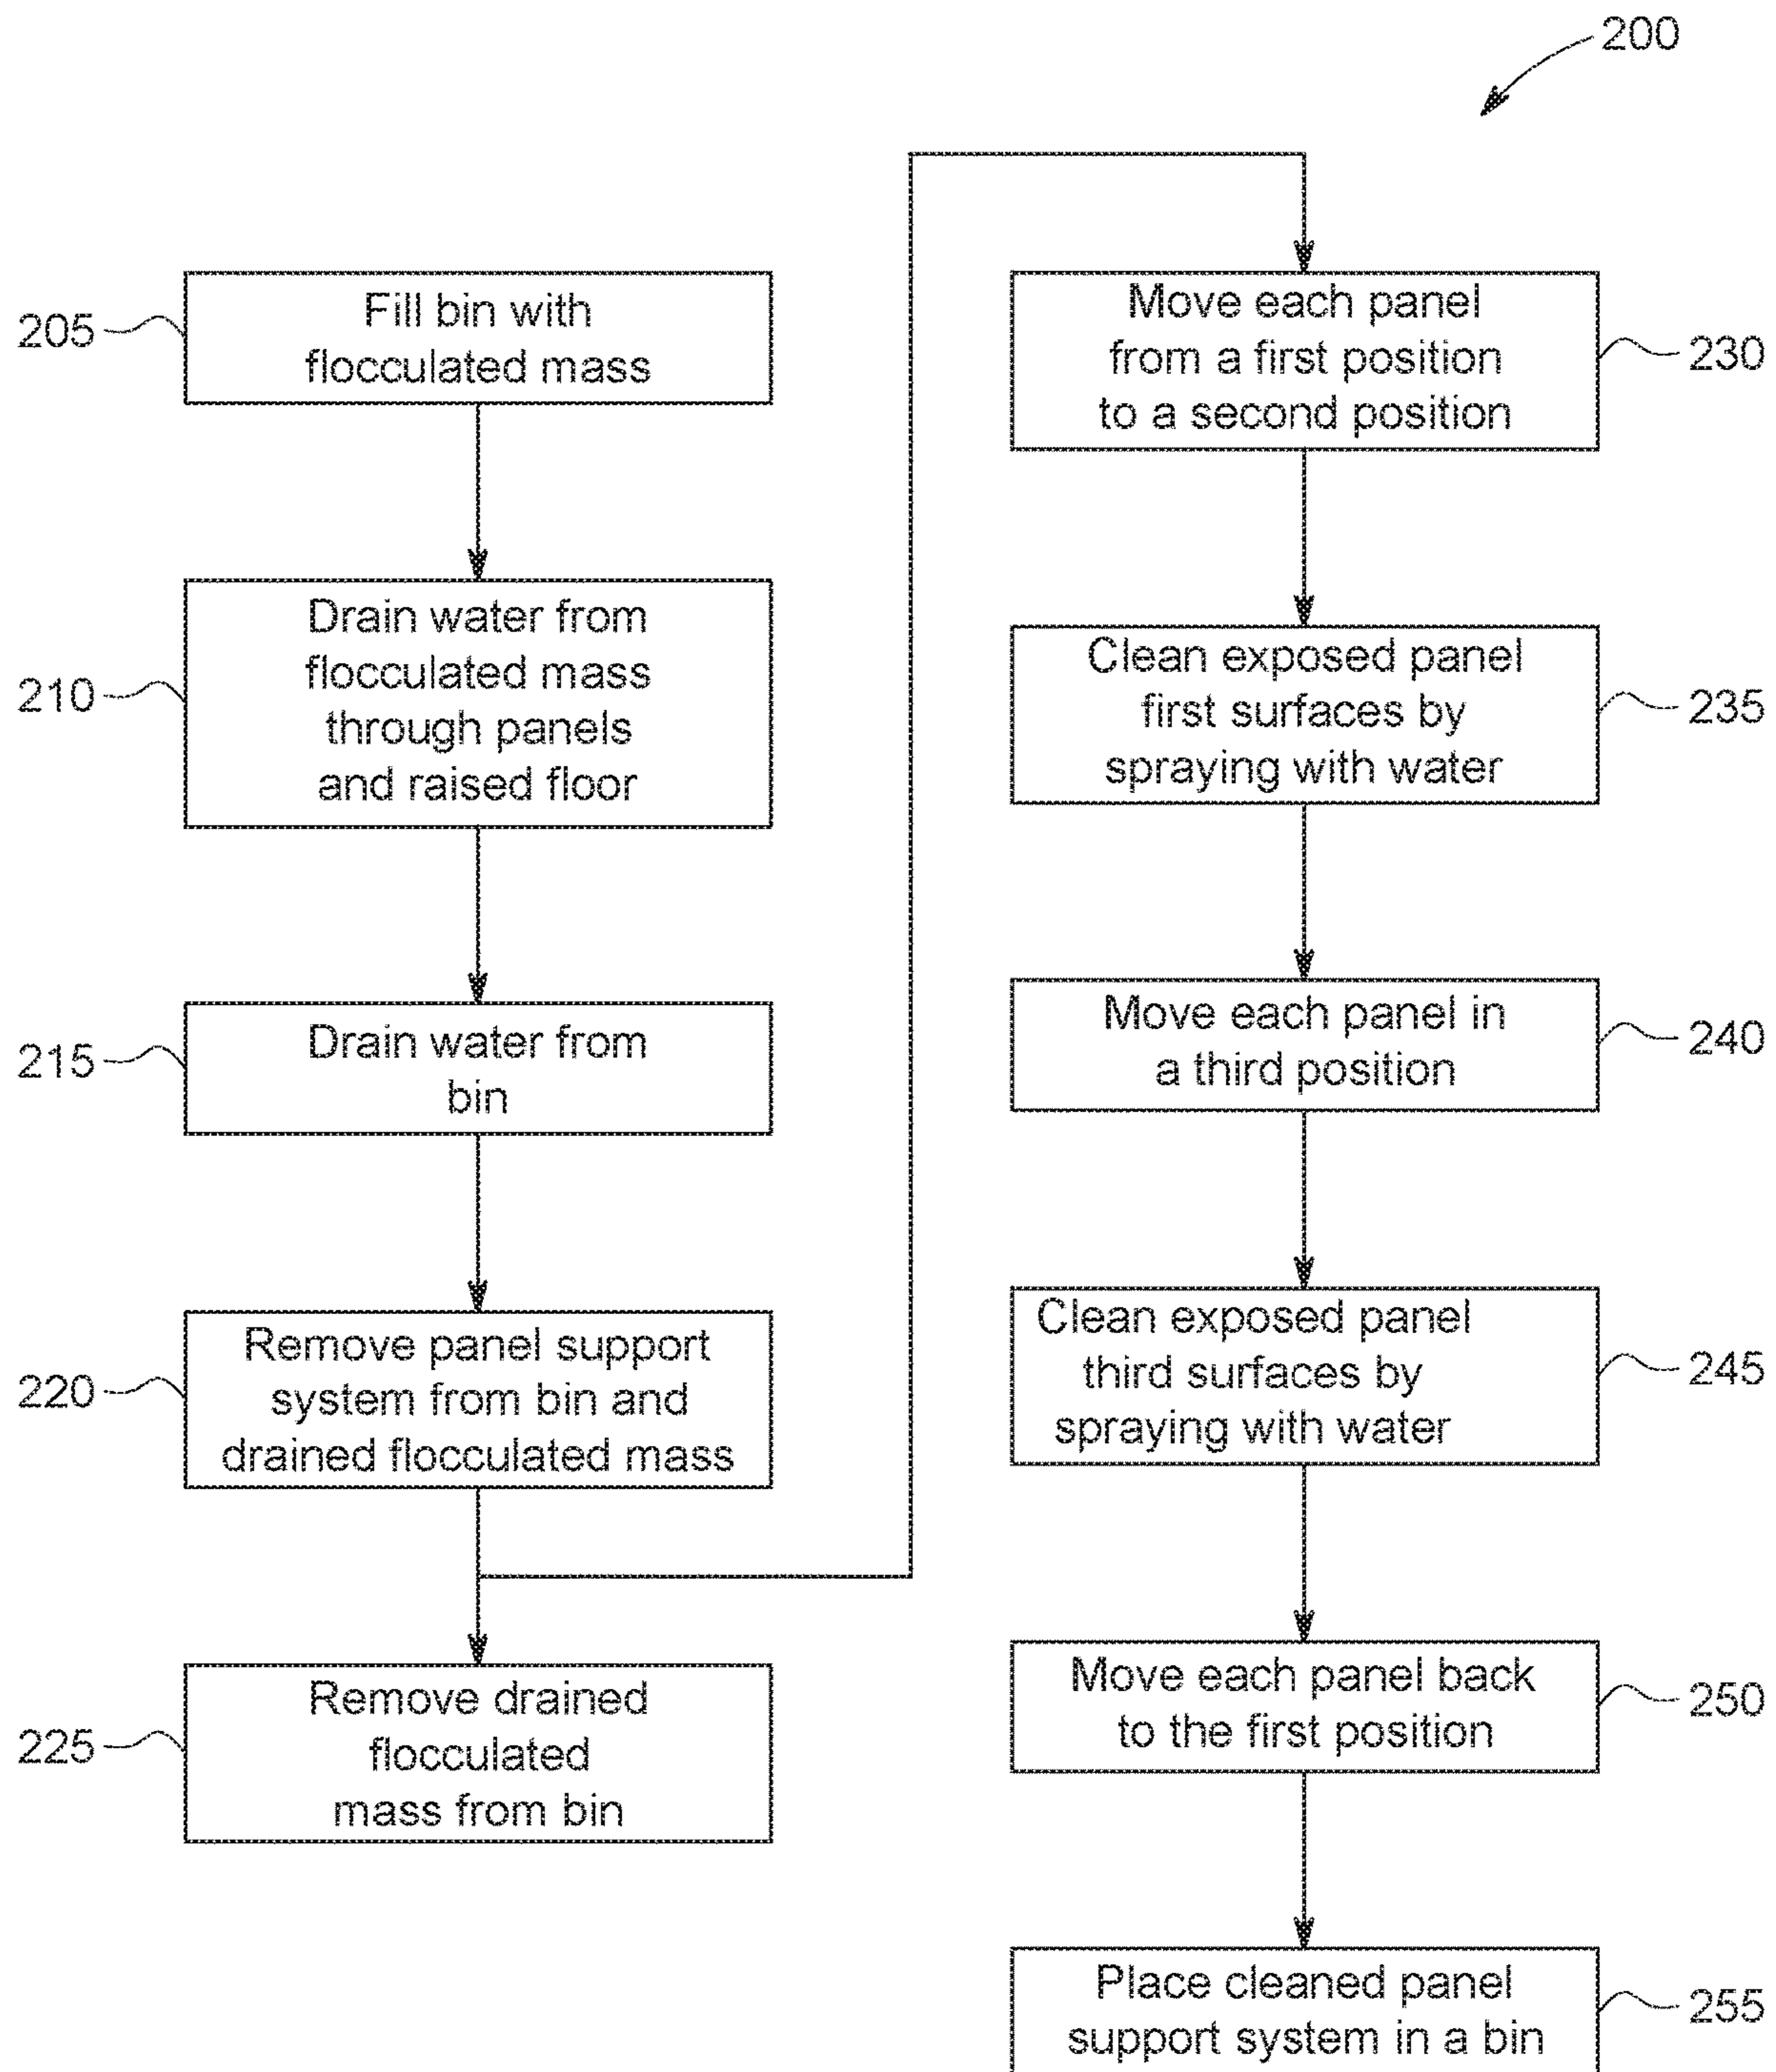 200
205
Fill bin with
flocculated mass
210
Drain water from
flocculated mass
through panels
and raised floor
215
Drain water from
bin
220
Remove panel support
system from bin and
drained flocculated mass
225
Remove drained
flocculated
mass from bin
Move each panel
from a first position
to a second position
230
Clean exposed panel
first surfaces by
spraying with water
235
Move each panel in
a third position
240
Clean exposed panel
third surfaces by
spraying with water
245
Move each panel back
to the first position
250
Place cleaned panel
support system in a bin
255